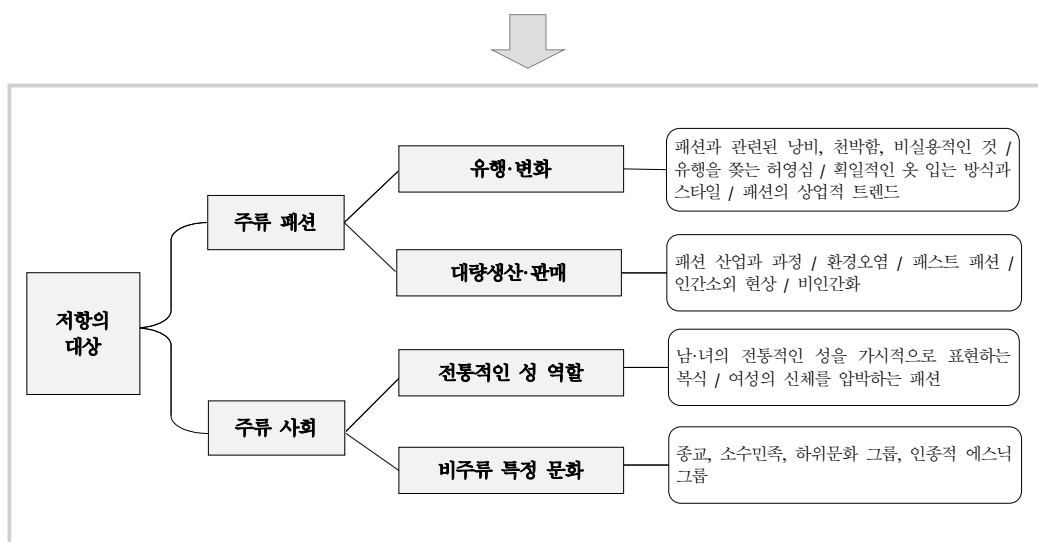 저항의
대상
주류 패션
유행·변화
패션과 관련된 낭비, 천박함, 비실용적인 것 /
유행을 쫓는 허영심 / 획일적인 옷 입는 방식과
스타일 / 패션의 상업적 트렌드
대량생산·판매
패션 산업과 과정 / 환경오염 / 패스트 패션 /
인간소외 현상 / 비인간화
주류 사회
전통적인 성 역할
남·녀의 전통적인 성을 가시적으로 표현하는
복식 / 여성의 신체를 압박하는 패션
비주류 특정 문화
종교, 소수민족, 하위문화 그룹, 인종적 에스닉
그룹